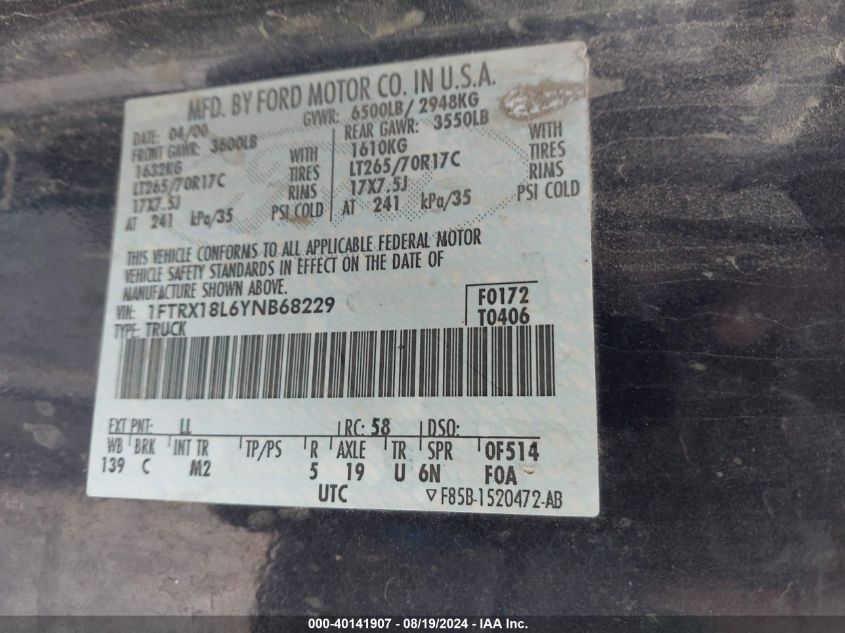 MFD. BY FORD MOTOR CO. IN U.S.A.
DATE: 04/00 GVWR: 6500LB/ 2948KG
FRONT GAWR: 3600LB REAR GAWR: 3550LB
1632KG WITH 1610KG WITH
LT265/70R17C TIRES LT265/70R17C TIRES
17X7.5J RIMS 17X7.5J RIMS
AT 241 kPa/35 PSI COLD AT 241 kPa/35 PSI COLD
THIS VEHICLE CONFORMS TO ALL APPLICABLE FEDERAL MOTOR
VEHICLE SAFETY STANDARDS IN EFFECT ON THE DATE OF
MANUFACTURE SHOWN ABOVE.
VIN: 1FTRX18L6YNB68229 F0172
TYPE: TRUCK T0406
EXT PNT: LL RC: 58 DSO:
WB BRK INT TR TP/PS R AXLE TR SPR 0F514
139 C M2 5 19 U 6N F0A
UTC F85B-1520472-AB
000-40141907 - 08/19/2024 - IAA Inc.